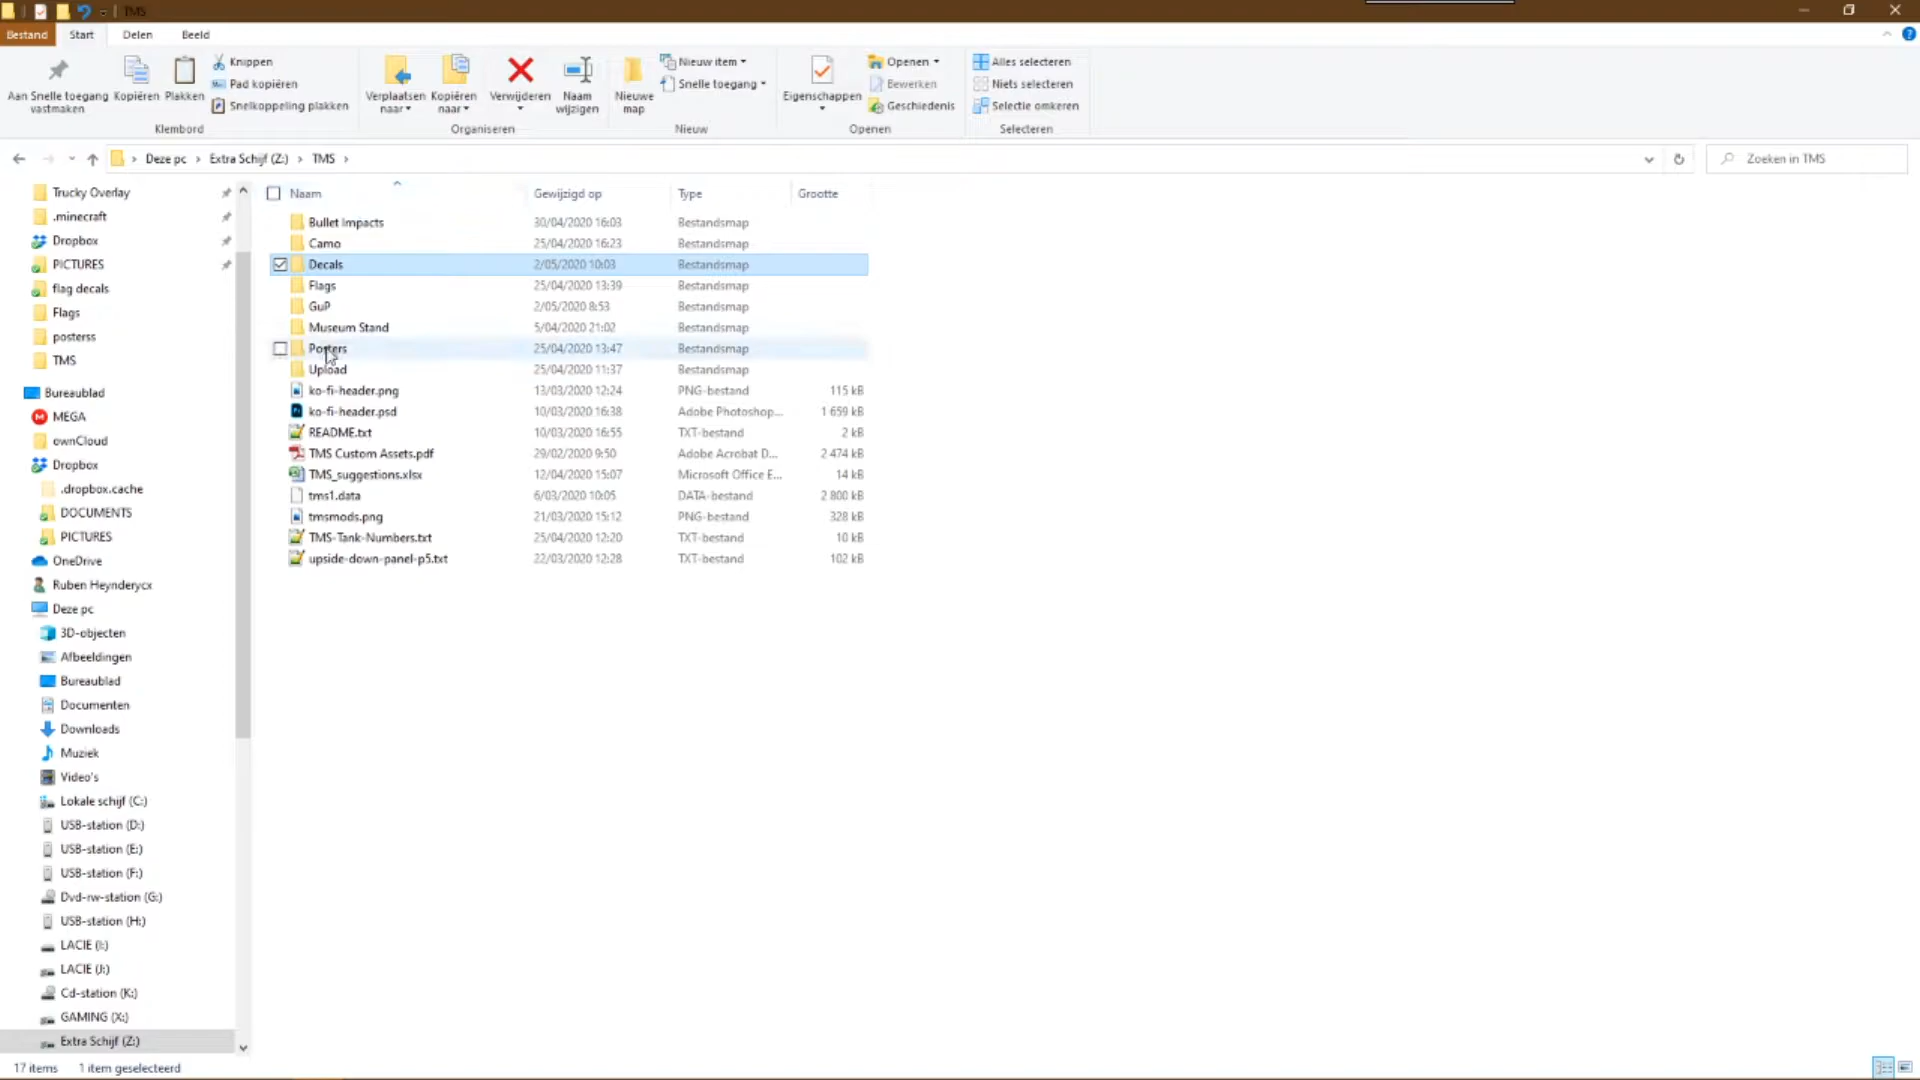 TMS
Bestand Start Delen Beeld
Aan Snelle toegang vastmaken
Kopiëren
Plakken
Knippen
Pad kopiëren
Snelkoppeling plakken
Klembord
Verplaatsen naar
Kopiëren naar
Verwijderen
Naam wijzigen
Organiseren
Nieuwe map
Nieuw item
Snelle toegang
Nieuw
Eigenschappen
Openen
Bewerken
Geschiedenis
Openen
Alles selecteren
Niets selecteren
Selectie omkeren
Selecteren
Deze pc › Extra Schijf (Z:) › TMS ›
Zoeken in TMS
Trucky Overlay
.minecraft
Dropbox
PICTURES
flag decals
Flags
posterss
TMS
Bureaublad
MEGA
ownCloud
Dropbox
.dropbox.cache
DOCUMENTS
PICTURES
OneDrive
Ruben Heynderycx
Deze pc
3D-objecten
Afbeeldingen
Bureaublad
Documenten
Downloads
Muziek
Video's
Lokale schijf (C:)
USB-station (D:)
USB-station (E:)
USB-station (F:)
Dvd-rw-station (G:)
USB-station (H:)
LACIE (I:)
LACIE (J:)
Cd-station (K:)
GAMING (X:)
Extra Schijf (Z:)
Naam Gewijzigd op Type Grootte
Bullet Impacts 30/04/2020 16:03 Bestandsmap
Camo 25/04/2020 16:23 Bestandsmap
Decals 2/05/2020 10:03 Bestandsmap
Flags 25/04/2020 13:39 Bestandsmap
GuP 2/05/2020 8:53 Bestandsmap
Museum Stand 5/04/2020 21:02 Bestandsmap
Posters 25/04/2020 13:47 Bestandsmap
Upload 25/04/2020 11:37 Bestandsmap
ko-fi-header.png 13/03/2020 12:24 PNG-bestand 115 kB
ko-fi-header.psd 10/03/2020 16:38 Adobe Photoshop... 1 659 kB
README.txt 10/03/2020 16:55 TXT-bestand 2 kB
TMS Custom Assets.pdf 29/02/2020 9:50 Adobe Acrobat D... 2 474 kB
TMS_suggestions.xlsx 12/04/2020 15:07 Microsoft Office E... 14 kB
tms1.data 6/03/2020 10:05 DATA-bestand 2 800 kB
tmsmods.png 21/03/2020 15:12 PNG-bestand 328 kB
TMS-Tank-Numbers.txt 25/04/2020 12:20 TXT-bestand 10 kB
upside-down-panel-p5.txt 22/03/2020 12:28 TXT-bestand 102 kB
17 items 1 item geselecteerd